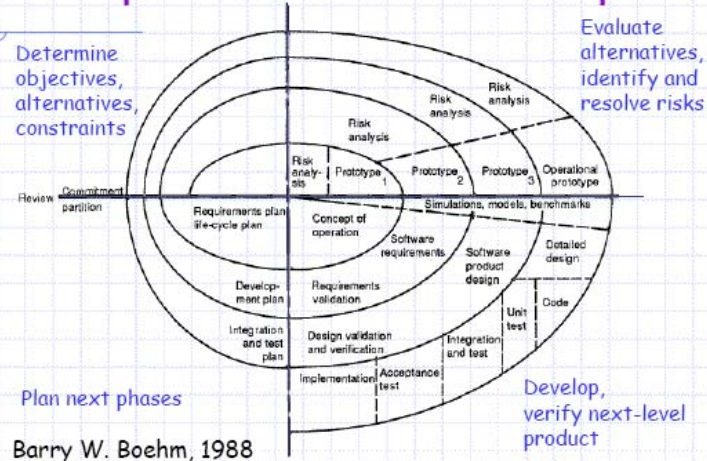 Determine
objectives,
alternatives,
constraints
Evaluate
alternatives,
identify and
resolve risks
Risk
analysis
Risk
analysis
Risk
analysis
Risk
analy-
sis
Prototype
1
Prototype
2
Prototype
3
Operational
prototype
Review
Commitment
partition
Simulations, models, benchmarks
Requirements plan
life-cycle plan
Concept of
operation
Software
requirements
Software
product
design
Detailed
design
Develop-
ment plan
Requirements
validation
Unit
test
Code
Integration
and test
plan
Design validation
and verification
Integration
and test
Implementation
Acceptance
test
Plan next phases
Develop,
verify next-level
product
Barry W. Boehm, 1988